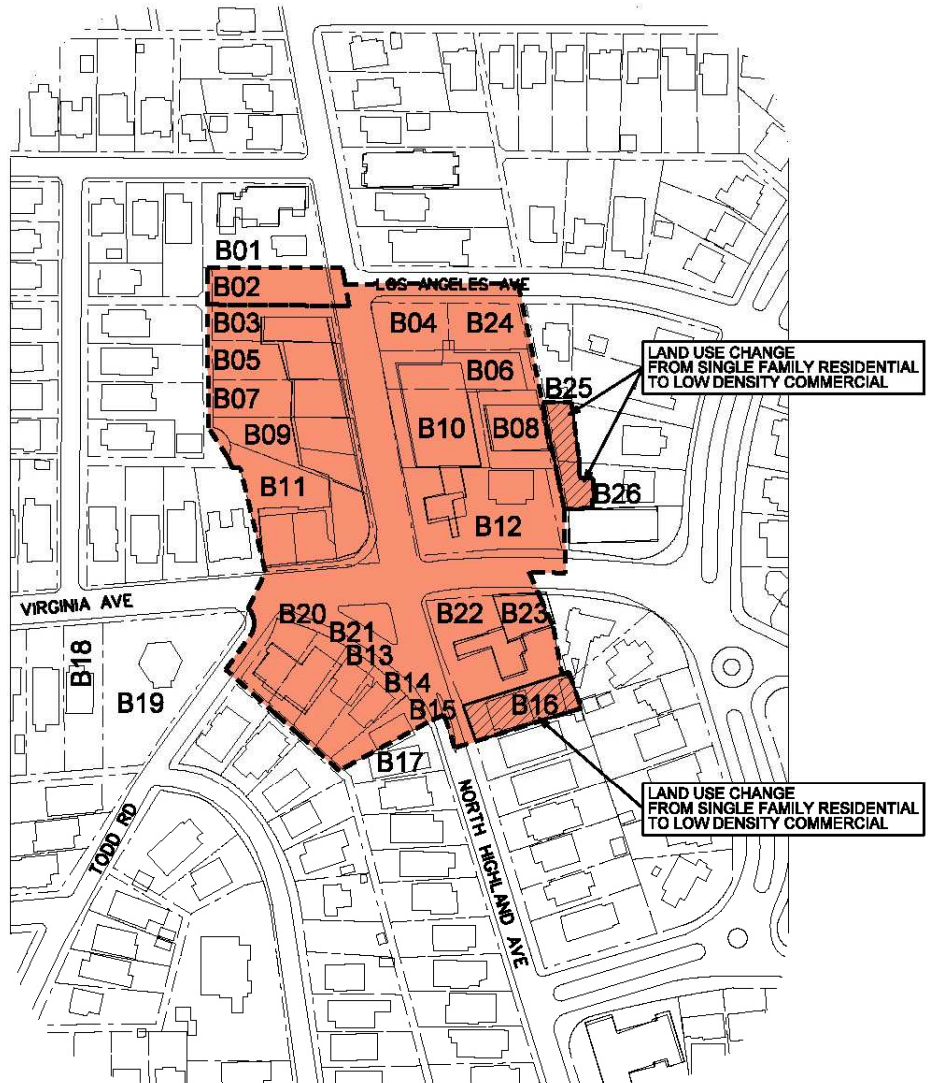 B01
B02
LOS ANGELES AVE
B03
B04
B24
B05
B06
LAND USE CHANGE
FROM SINGLE FAMILY RESIDENTIAL
TO LOW DENSITY COMMERCIAL
B25
B07
B09
B10
B08
B11
B26
B12
VIRGINIA AVE
B20
B21
B22
B23
B13
B18
B19
B14
B15
B16
B17
LAND USE CHANGE
FROM SINGLE FAMILY RESIDENTIAL
TO LOW DENSITY COMMERCIAL
TODD RD
NORTH HIGHLAND AVE